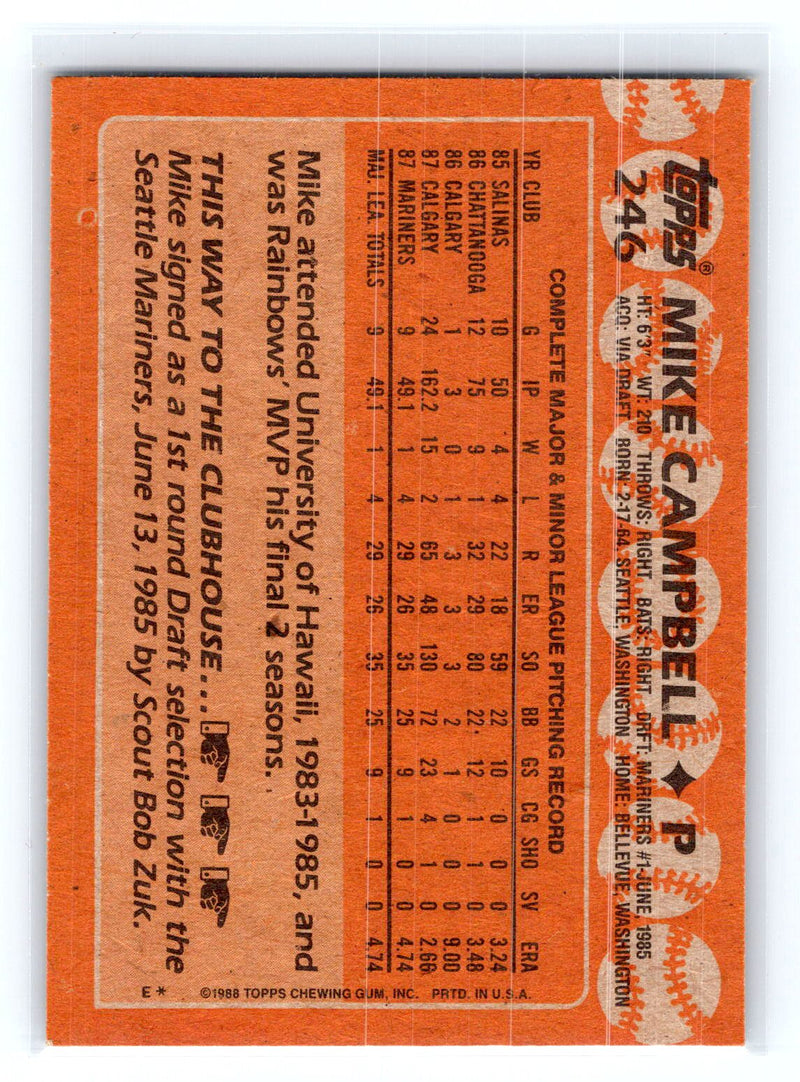 topps®
246 MIKE CAMPBELL P
HT: 6'3" WT: 210 THROWS: RIGHT BATS: RIGHT DRFT: MARINERS #1-JUNE, 1985
ACQ: VIA DRAFT BORN: 2-17-64, SEATTLE, WASHINGTON HOME: BELLEVUE, WASHINGTON
COMPLETE MAJOR & MINOR LEAGUE PITCHING RECORD
YR CLUB G IP W L R ER SO BB GS CG SHO SV ERA
85 SALINAS 10 50 4 4 22 18 59 22 10 0 0 0 3.24
86 CHATTANOOGA 12 75 9 1 32 29 80 22 12 1 0 0 3.48
86 CALGARY 1 3 0 1 3 3 3 2 1 0 0 0 9.00
87 CALGARY 24 162.2 15 2 65 48 130 72 23 4 1 0 2.66
87 MARINERS 9 49.1 1 4 29 26 35 25 9 1 0 0 4.74
MAJ. LEA. TOTALS 9 49.1 1 4 29 26 35 25 9 1 0 0 4.74
Mike attended University of Hawaii, 1983-1985, and
was Rainbows' MVP his final 2 seasons.
THIS WAY TO THE CLUBHOUSE...
Mike signed as a 1st round Draft selection with the
Seattle Mariners, June 13, 1985 by Scout Bob Zuk.
E* ©1988 TOPPS CHEWING GUM, INC. PRTD. IN U.S.A.